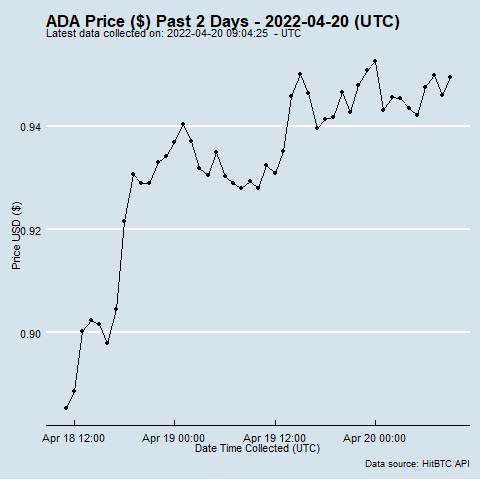 ADA Price ($) Past 2 Days - 2022-04-20 (UTC)
Latest data collected on: 2022-04-20 09:04:25 - UTC
0.94
0.92
0.90
Price USD ($)
Apr 18 12:00 Apr 19 00:00 Apr 19 12:00 Apr 20 00:00
Date Time Collected (UTC)
Data source: HitBTC API